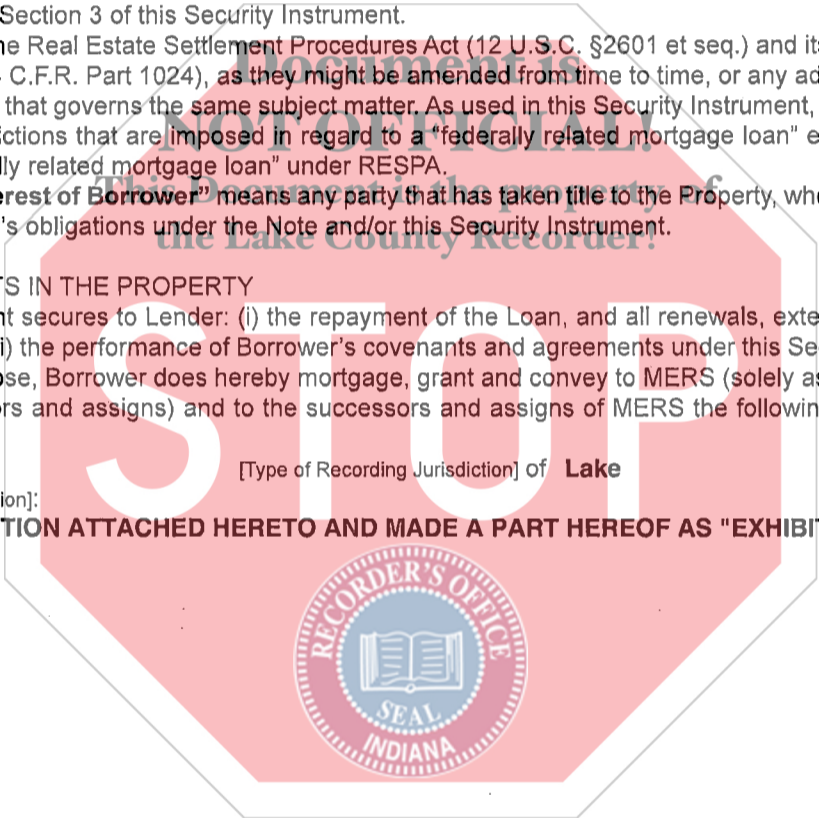 Section 3 of this Security Instrument.
e Real Estate Settlement Procedures Act (12 U.S.C. §2601 et seq.) and its
C.F.R. Part 1024), as they might be amended from time to time, or any ad
Document is
that governs the same subject matter. As used in this Security Instrument,
NOT OFFICIAL!
ctions that are imposed in regard to a “federally related mortgage loan” e
lly related mortgage loan” under RESPA.
This Document is the property of
erest of Borrower” means any party that has taken title to the Property, whe
’s obligations under the Note and/or this Security Instrument.
the Lake County Recorder!
S IN THE PROPERTY
t secures to Lender: (i) the repayment of the Loan, and all renewals, exte
i) the performance of Borrower’s covenants and agreements under this Se
ose, Borrower does hereby mortgage, grant and convey to MERS (solely as
rs and assigns) and to the successors and assigns of MERS the followin
STOP
[Type of Recording Jurisdiction] of Lake
ion]:
TION ATTACHED HERETO AND MADE A PART HEREOF AS "EXHIBIT
RECORDER'S OFFICE
SEAL
INDIANA